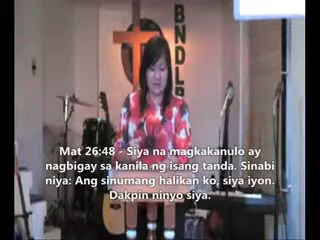 BNDLP
Mat 26:48 - Siya na magkakanulo ay
nagbigay sa kanila ng isang tanda. Sinabi
niya: Ang sinumang halikan ko, siya iyon.
Dakpin ninyo siya.